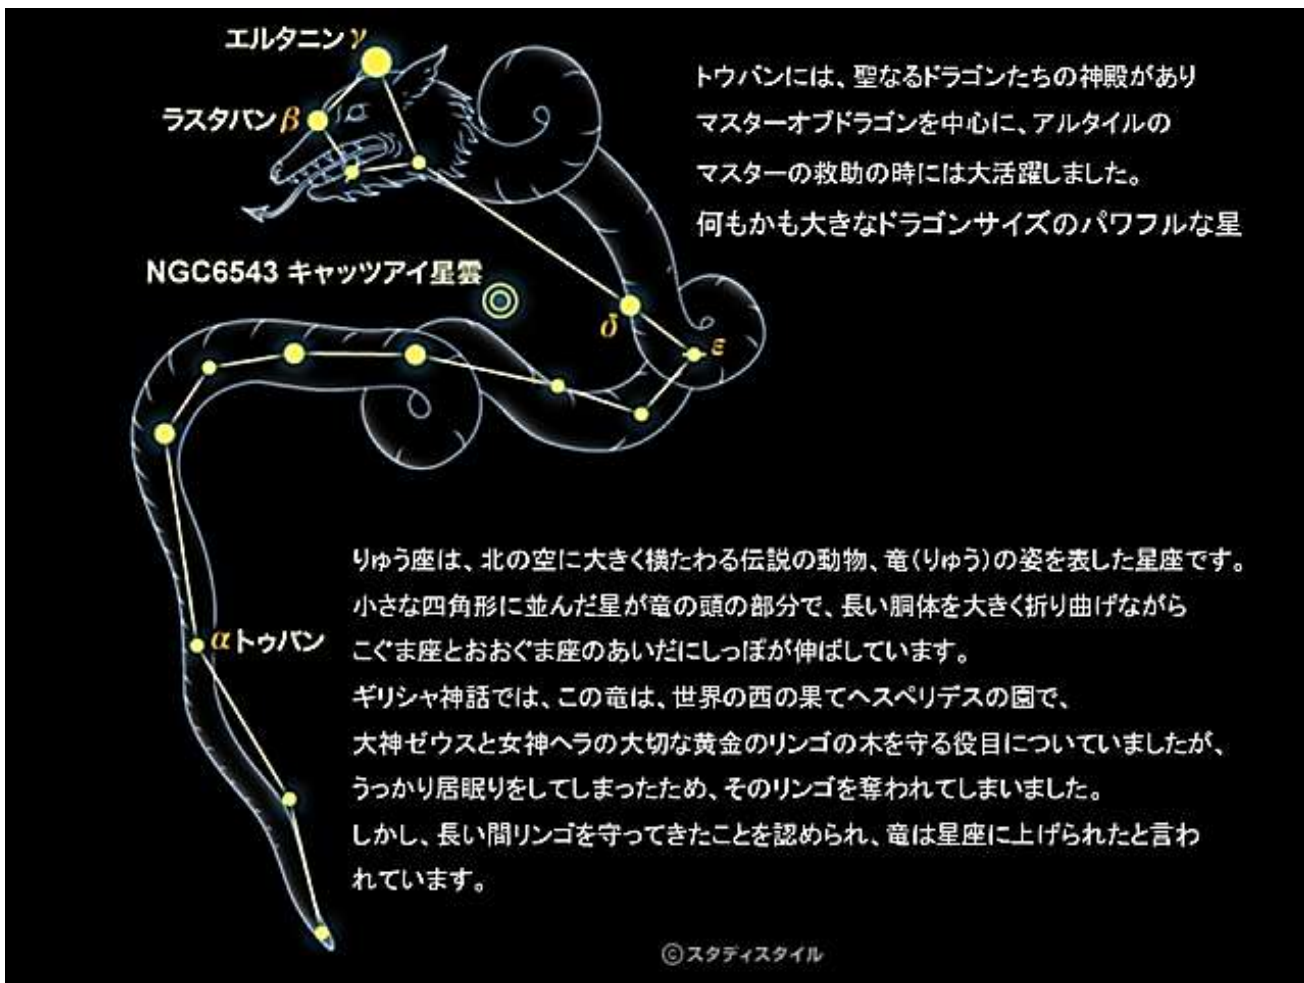 エルタニン γ
ラスタバン β
トウバンには、聖なるドラゴンたちの神殿があり
マスターオブドラゴンを中心に、アルタイルの
マスターの救助の時には大活躍しました。
何もかも大きなドラゴンサイズのパワフルな星
NGC6543 キャッツアイ星雲
δ
ε
α トゥバン
りゅう座は、北の空に大きく横たわる伝説の動物、竜(りゅう)の姿を表した星座です。
小さな四角形に並んだ星が竜の頭の部分で、長い胴体を大きく折り曲げながら
こぐま座とおおぐま座のあいだにしっぽが伸ばしています。
ギリシャ神話では、この竜は、世界の西の果てヘスペリデスの園で、
大神ゼウスと女神ヘラの大切な黄金のリンゴの木を守る役目についていましたが、
うっかり居眠りをしてしまったため、そのリンゴを奪われてしまいました。
しかし、長い間リンゴを守ってきたことを認められ、竜は星座に上げられたと言わ
れています。
©スタディスタイル